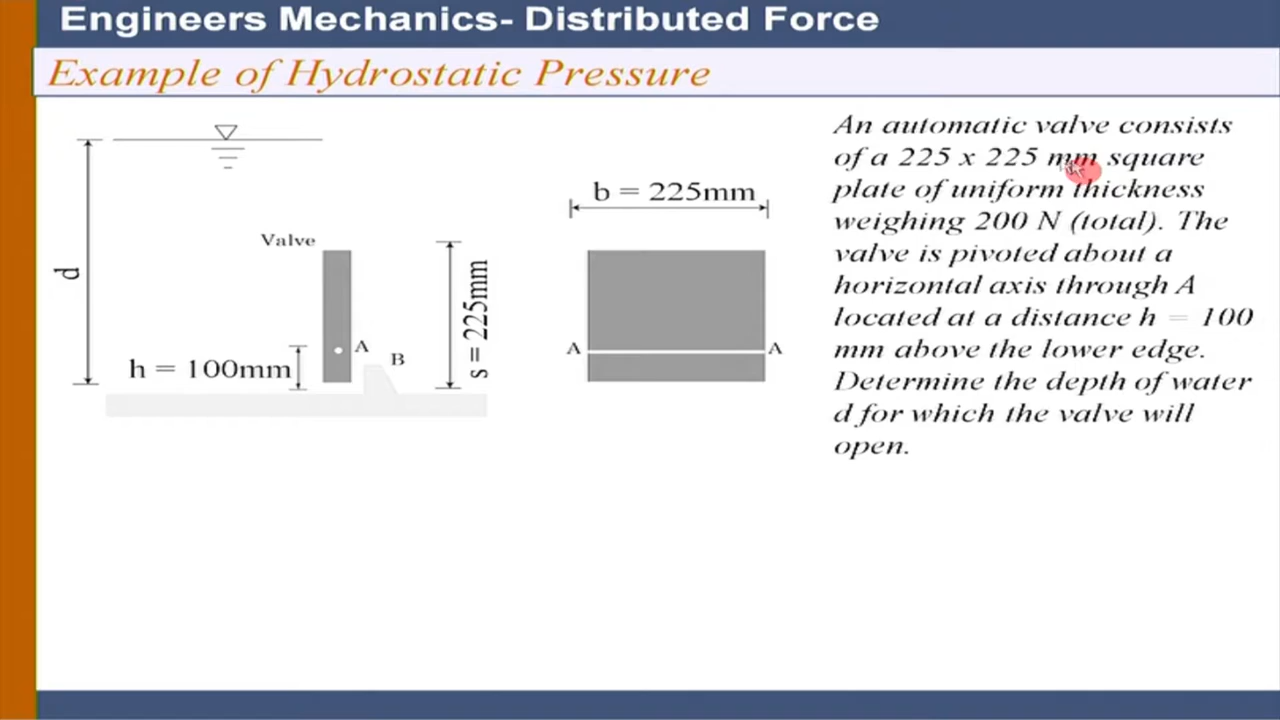 Engineers Mechanics- Distributed Force
Example of Hydrostatic Pressure
d
Valve
A
B
h = 100mm
s = 225mm
b = 225mm
A
A
An automatic valve consists
of a 225 x 225 mm square
plate of uniform thickness
weighing 200 N (total). The
valve is pivoted about a
horizontal axis through A
located at a distance h = 100
mm above the lower edge.
Determine the depth of water
d for which the valve will
open.